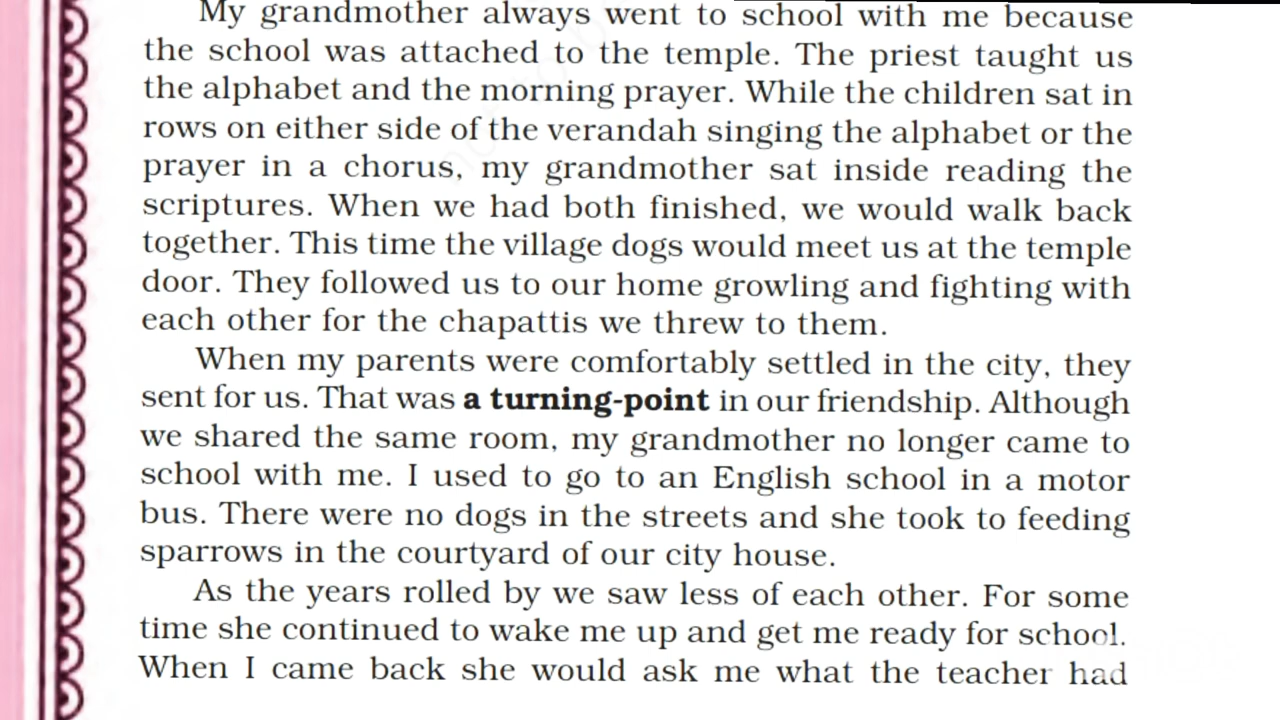 My grandmother always went to school with me because
the school was attached to the temple. The priest taught us
the alphabet and the morning prayer. While the children sat in
rows on either side of the verandah singing the alphabet or the
prayer in a chorus, my grandmother sat inside reading the
scriptures. When we had both finished, we would walk back
together. This time the village dogs would meet us at the temple
door. They followed us to our home growling and fighting with
each other for the chapattis we threw to them.
When my parents were comfortably settled in the city, they
sent for us. That was a turning-point in our friendship. Although
we shared the same room, my grandmother no longer came to
school with me. I used to go to an English school in a motor
bus. There were no dogs in the streets and she took to feeding
sparrows in the courtyard of our city house.
As the years rolled by we saw less of each other. For some
time she continued to wake me up and get me ready for school.
When I came back she would ask me what the teacher had